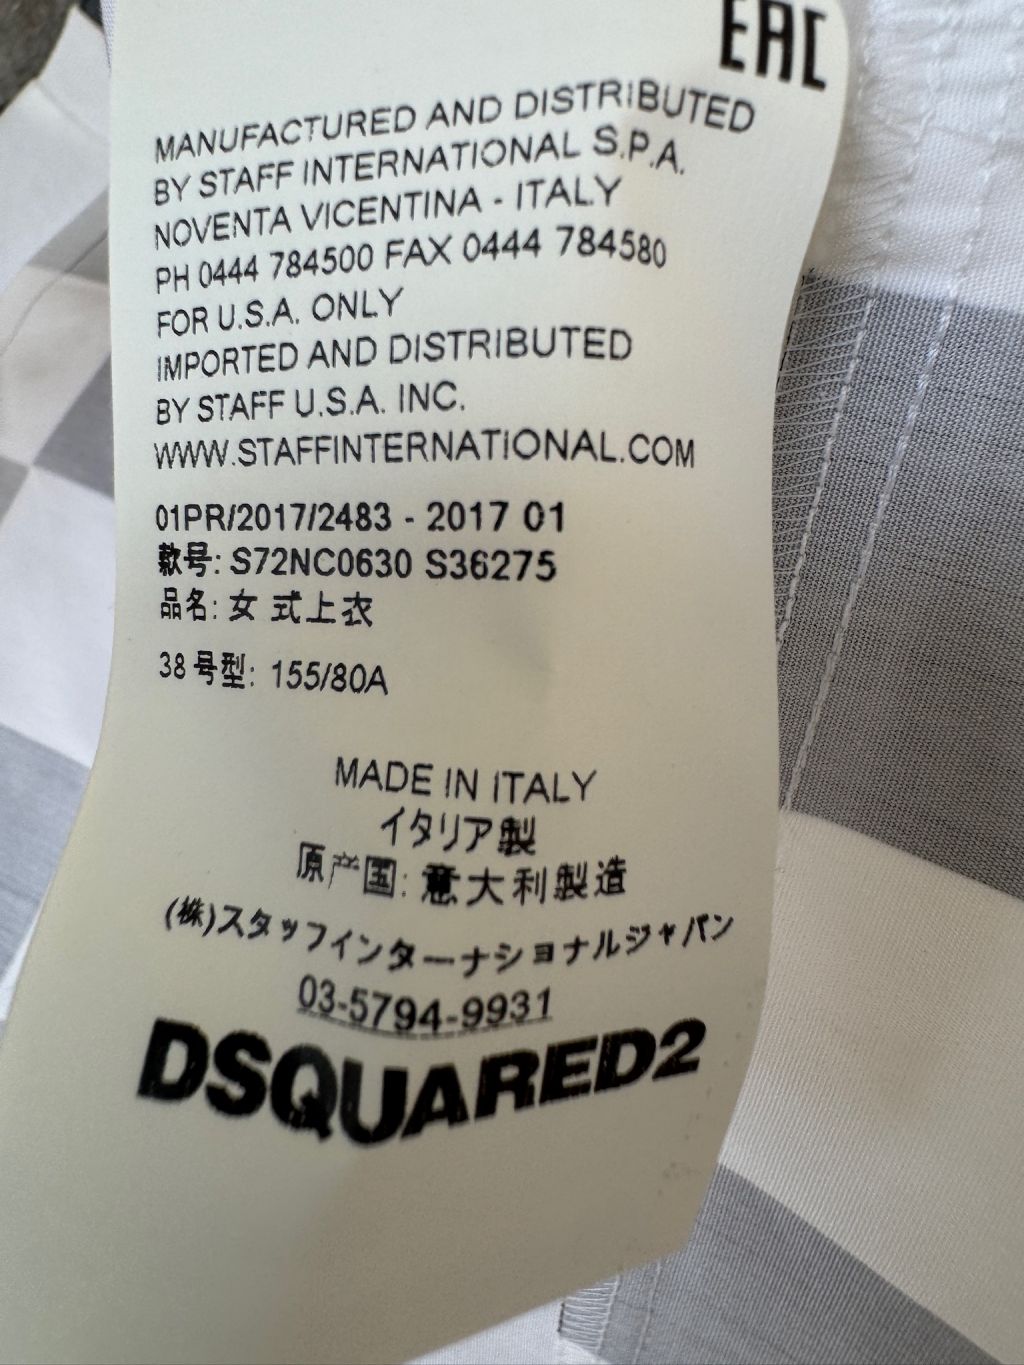 EAC
MANUFACTURED AND DISTRIBUTED
BY STAFF INTERNATIONAL S.P.A.
NOVENTA VICENTINA - ITALY
PH 0444 784500 FAX 0444 784580
FOR U.S.A. ONLY
IMPORTED AND DISTRIBUTED
BY STAFF U.S.A. INC.
WWW.STAFFINTERNATIONAL.COM
01PR/2017/2483 - 2017 01
款号: S72NC0630 S36275
品名: 女 式上衣
38 号型: 155/80A
MADE IN ITALY
イタリア製
原产国: 意大利製造
(株)スタッフインターナショナルジャパン
03-5794-9931
DSQUARED2